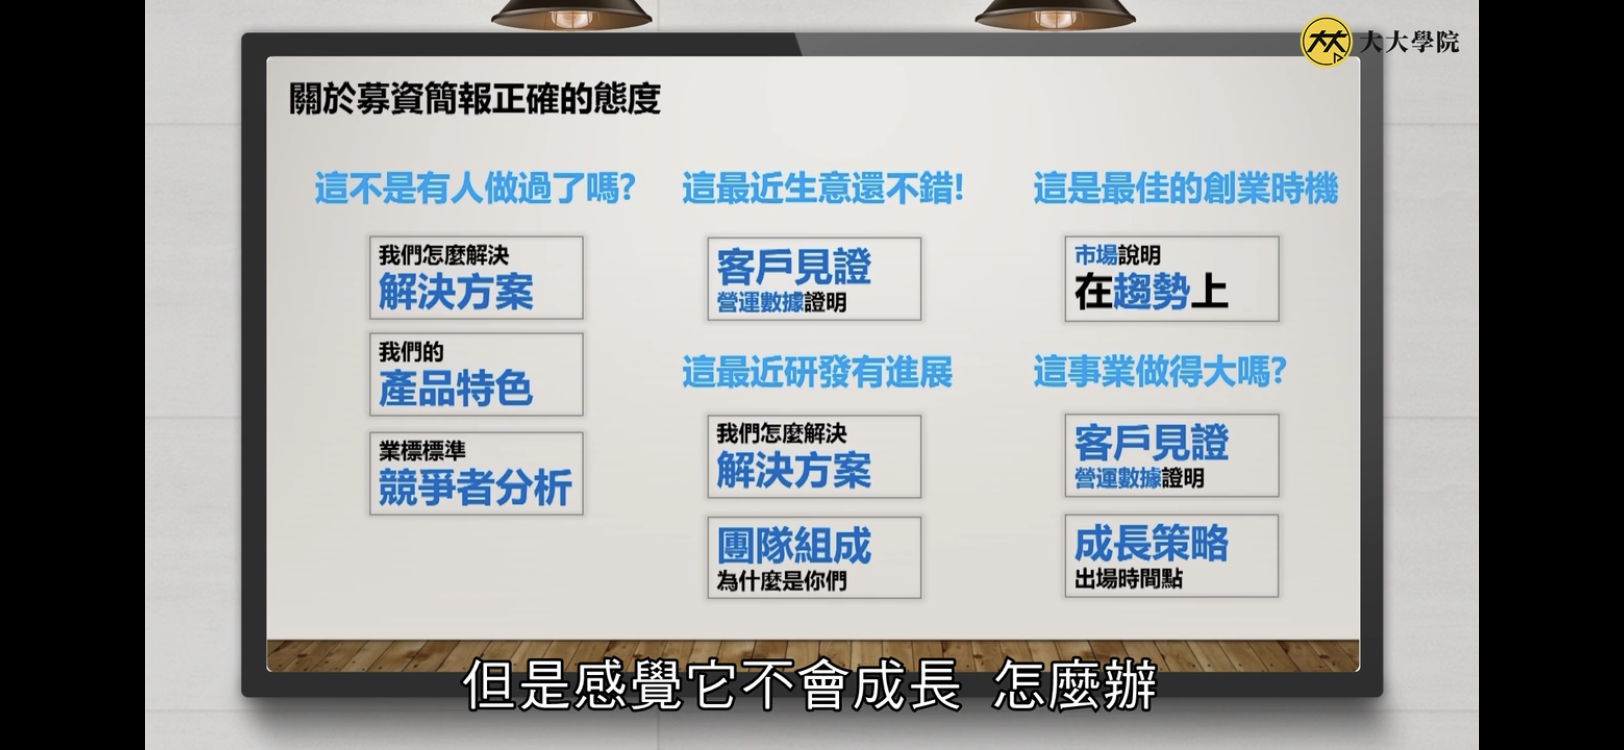 大大學院
關於募資簡報正確的態度
這不是有人做過了嗎?
我們怎麼解決
解決方案
我們的
產品特色
業標標準
競爭者分析
這最近生意還不錯!
客戶見證
營運數據證明
這最近研發有進展
我們怎麼解決
解決方案
團隊組成
為什麼是你們
這是最佳的創業時機
市場說明
在趨勢上
這事業做得大嗎?
客戶見證
營運數據證明
成長策略
出場時間點
但是感覺它不會成長 怎麼辦